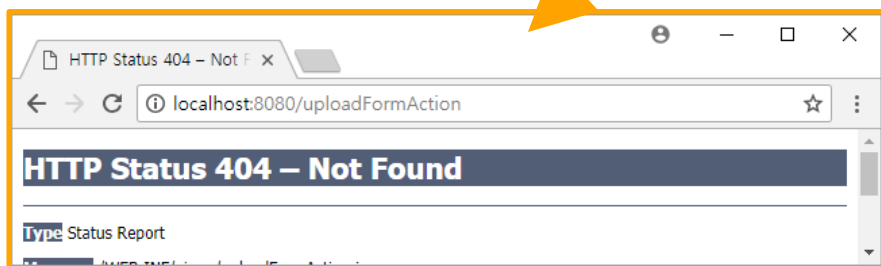 HTTP Status 404 – Not F
localhost:8080/uploadFormAction
HTTP Status 404 – Not Found
Type Status Report